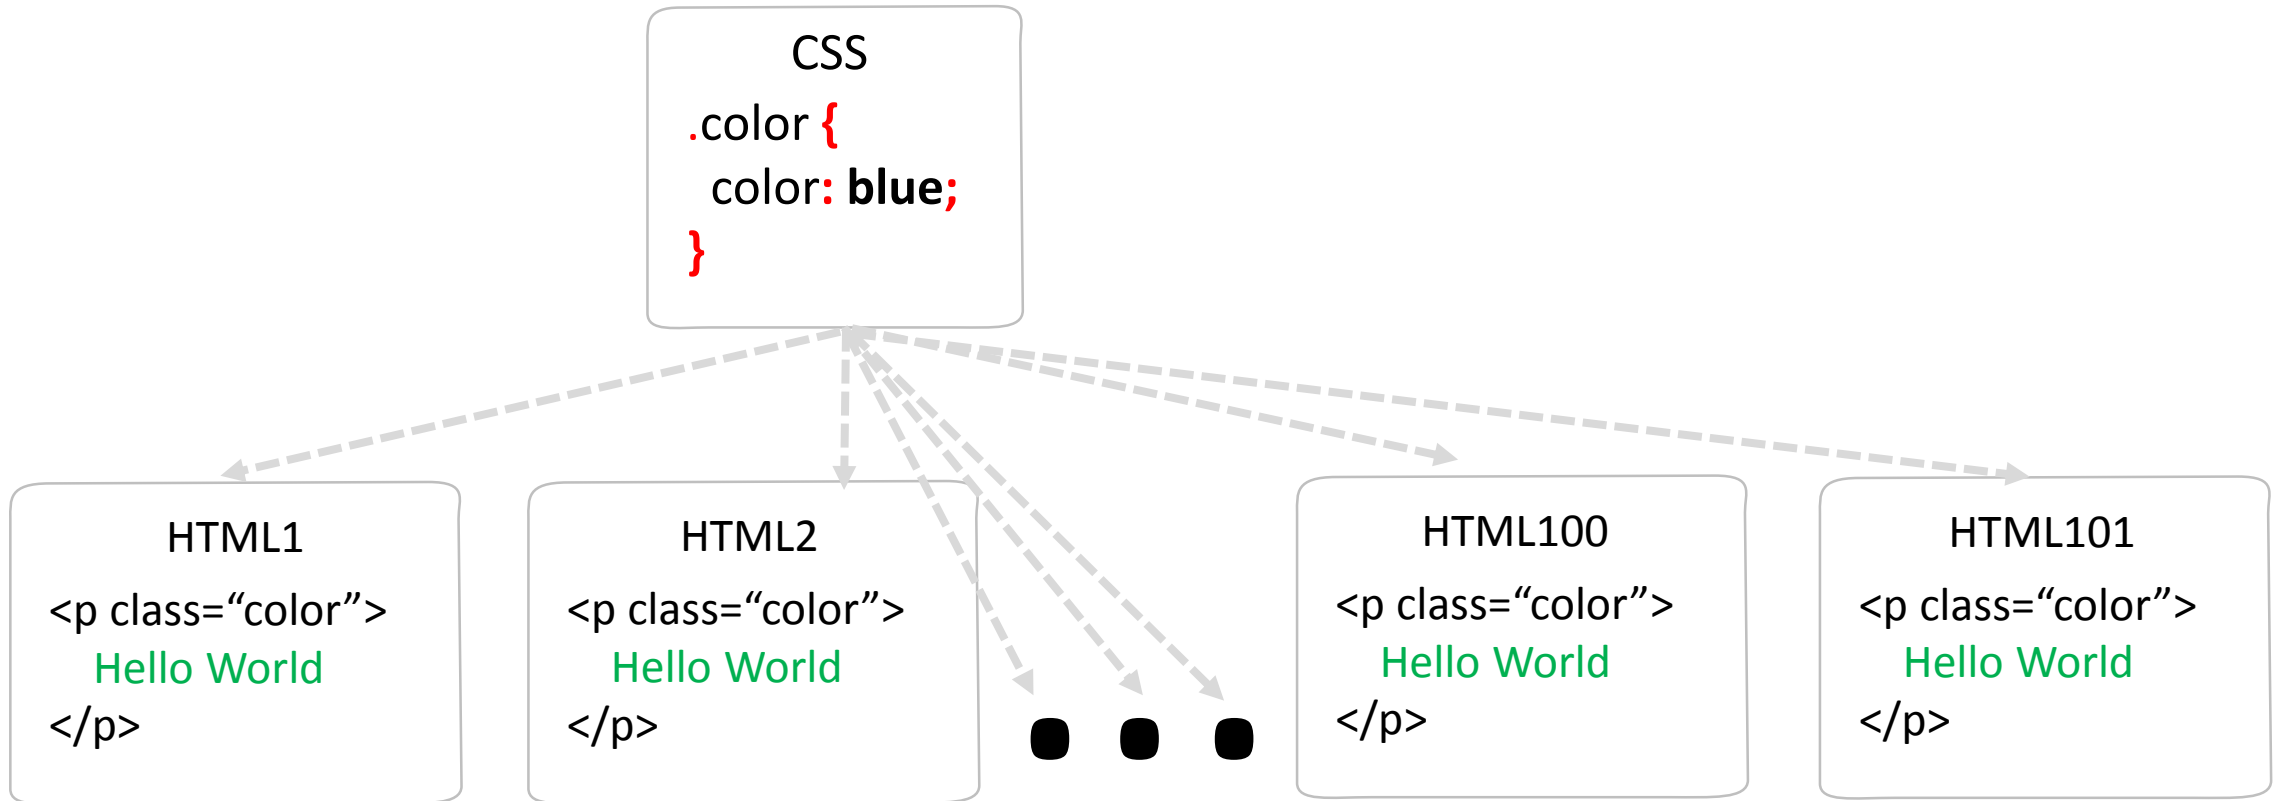 CSS
.color {
color: blue;
}
HTML1
<p class=“color”>
Hello World
</p>
HTML2
<p class=“color”>
Hello World
</p>
HTML100
<p class=“color”>
Hello World
</p>
HTML101
<p class=“color”>
Hello World
</p>